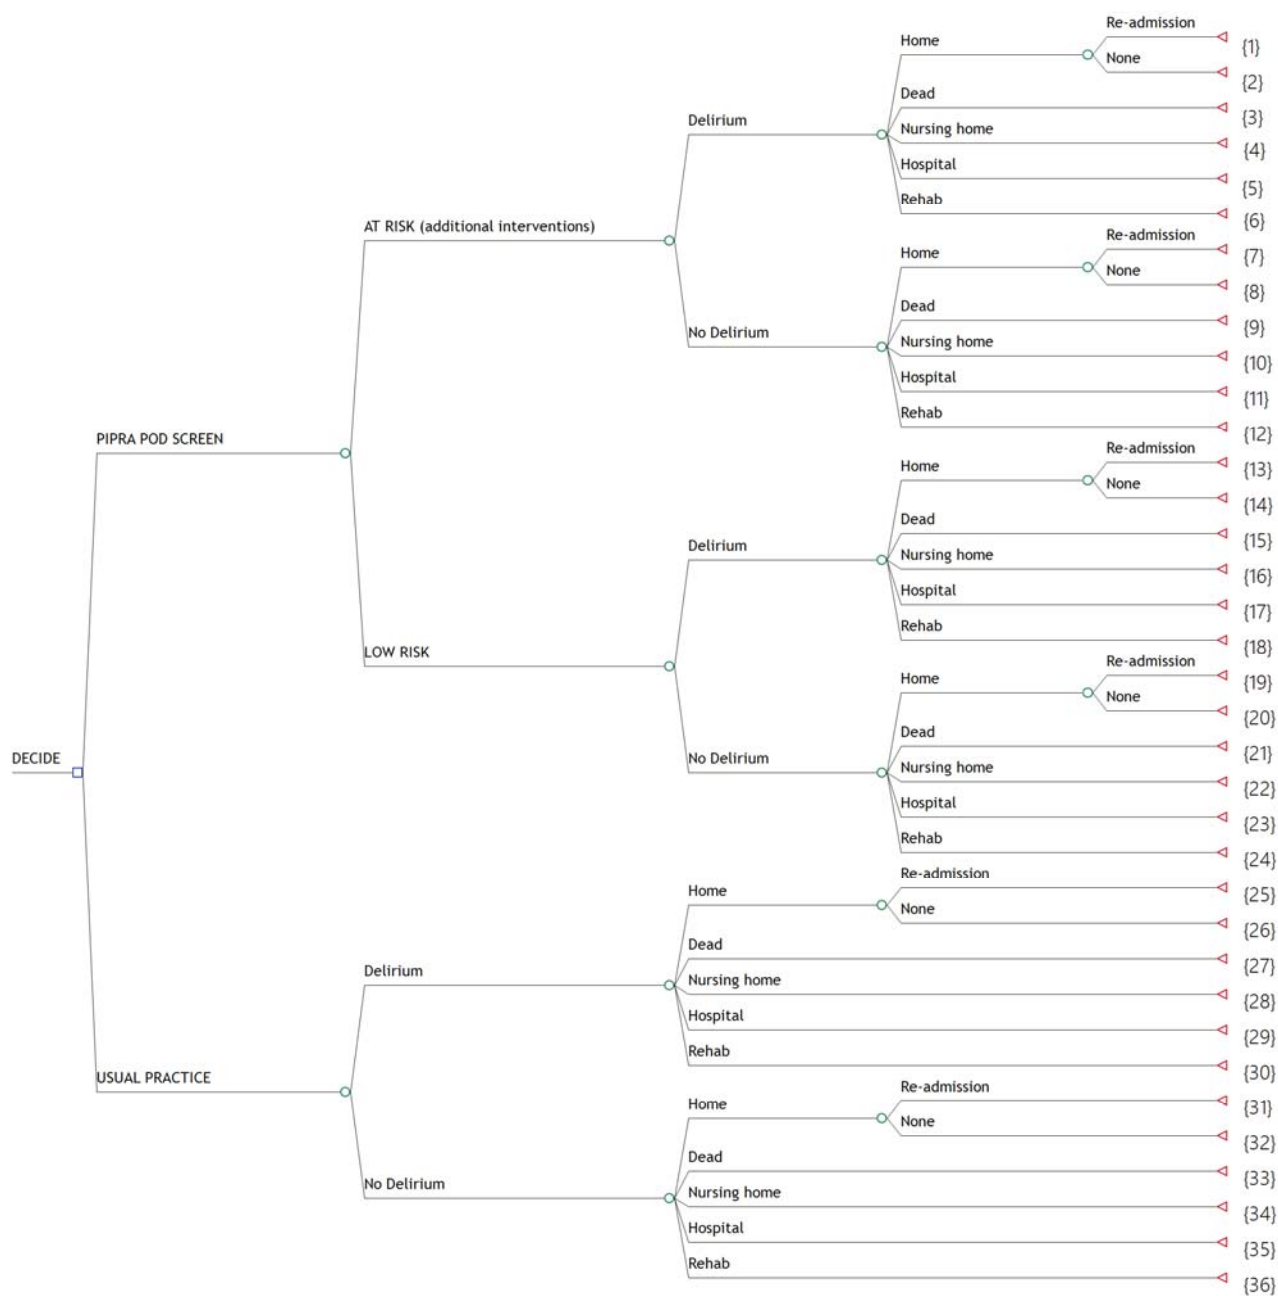 Re-admission
{1}
Home
None
{2}
Dead
{3}
Delirium
Nursing home
{4}
Hospital
{5}
Rehab
{6}
AT RISK (additional interventions)
Re-admission
{7}
Home
None
{8}
Dead
{9}
No Delirium
Nursing home
{10}
Hospital
{11}
Rehab
{12}
PIPRA POD SCREEN
Re-admission
{13}
Home
None
{14}
Dead
{15}
Delirium
Nursing home
{16}
Hospital
{17}
Rehab
{18}
LOW RISK
Re-admission
{19}
Home
None
{20}
Dead
{21}
DECIDE
No Delirium
Nursing home
{22}
Hospital
{23}
Rehab
{24}
Re-admission
{25}
Home
None
{26}
Dead
{27}
Delirium
Nursing home
{28}
Hospital
{29}
Rehab
{30}
USUAL PRACTICE
Re-admission
{31}
Home
None
{32}
Dead
{33}
No Delirium
Nursing home
{34}
Hospital
{35}
Rehab
{36}